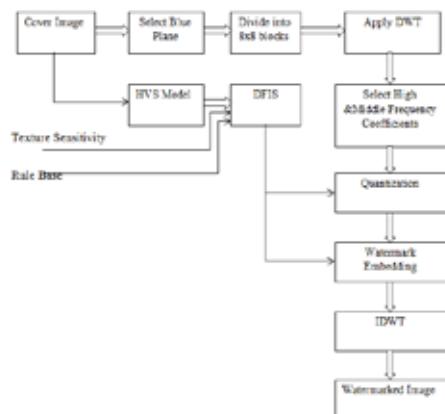 Cover Image
Select Blue
Plane
Divide into
8x8 blocks
Apply DWT
HVS Model
DFIS
Select High
&Middle Frequency
Coefficients
Texture Sensitivity
Rule Base
Quantization
Watermark
Embedding
IDWT
Watermarked Image